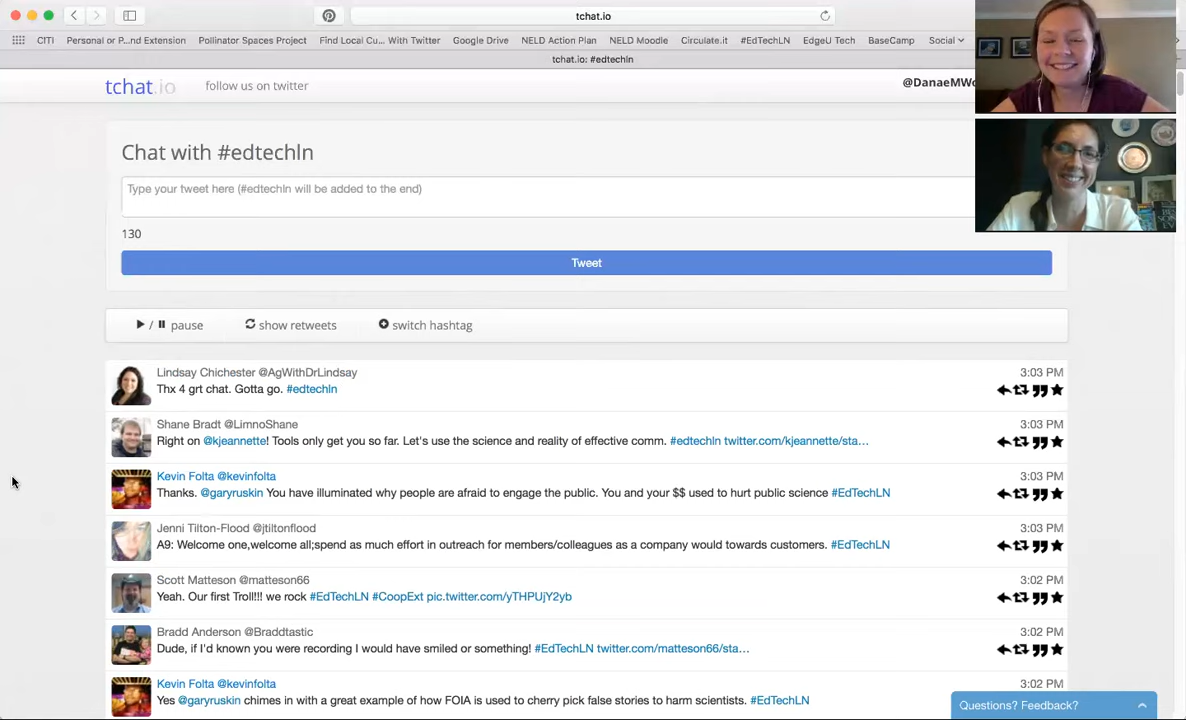 tchat.io
CITI Personal or P...nd Extension Pollinator Spaces Project Find Local Cu... With Twitter Google Drive NELD Action Plan NELD Moodle Circulate.it #EdTechLN EdgeU Tech BaseCamp Social
tchat.io: #edtechln
tchat.io follow us on twitter @DanaeMWo
Chat with #edtechln
Type your tweet here (#edtechln will be added to the end)
130
Tweet
/ pause show retweets switch hashtag
Lindsay Chichester @AgWithDrLindsay 3:03 PM
Thx 4 grt chat. Gotta go. #edtechln
Shane Bradt @LimnoShane 3:03 PM
Right on @kjeannette! Tools only get you so far. Let's use the science and reality of effective comm. #edtechln twitter.com/kjeannette/sta...
Kevin Folta @kevinfolta 3:03 PM
Thanks. @garyruskin You have illuminated why people are afraid to engage the public. You and your $$ used to hurt public science #EdTechLN
Jenni Tilton-Flood @jtiltonflood 3:03 PM
A9: Welcome one,welcome all;spend as much effort in outreach for members/colleagues as a company would towards customers. #EdTechLN
Scott Matteson @matteson66 3:02 PM
Yeah. Our first Troll!!! we rock #EdTechLN #CoopExt pic.twitter.com/yTHPUjY2yb
Bradd Anderson @Braddtastic 3:02 PM
Dude, if I'd known you were recording I would have smiled or something! #EdTechLN twitter.com/matteson66/sta...
Kevin Folta @kevinfolta 3:02 PM
Yes @garyruskin chimes in with a great example of how FOIA is used to cherry pick false stories to harm scientists. #EdTechLN
Questions? Feedback?